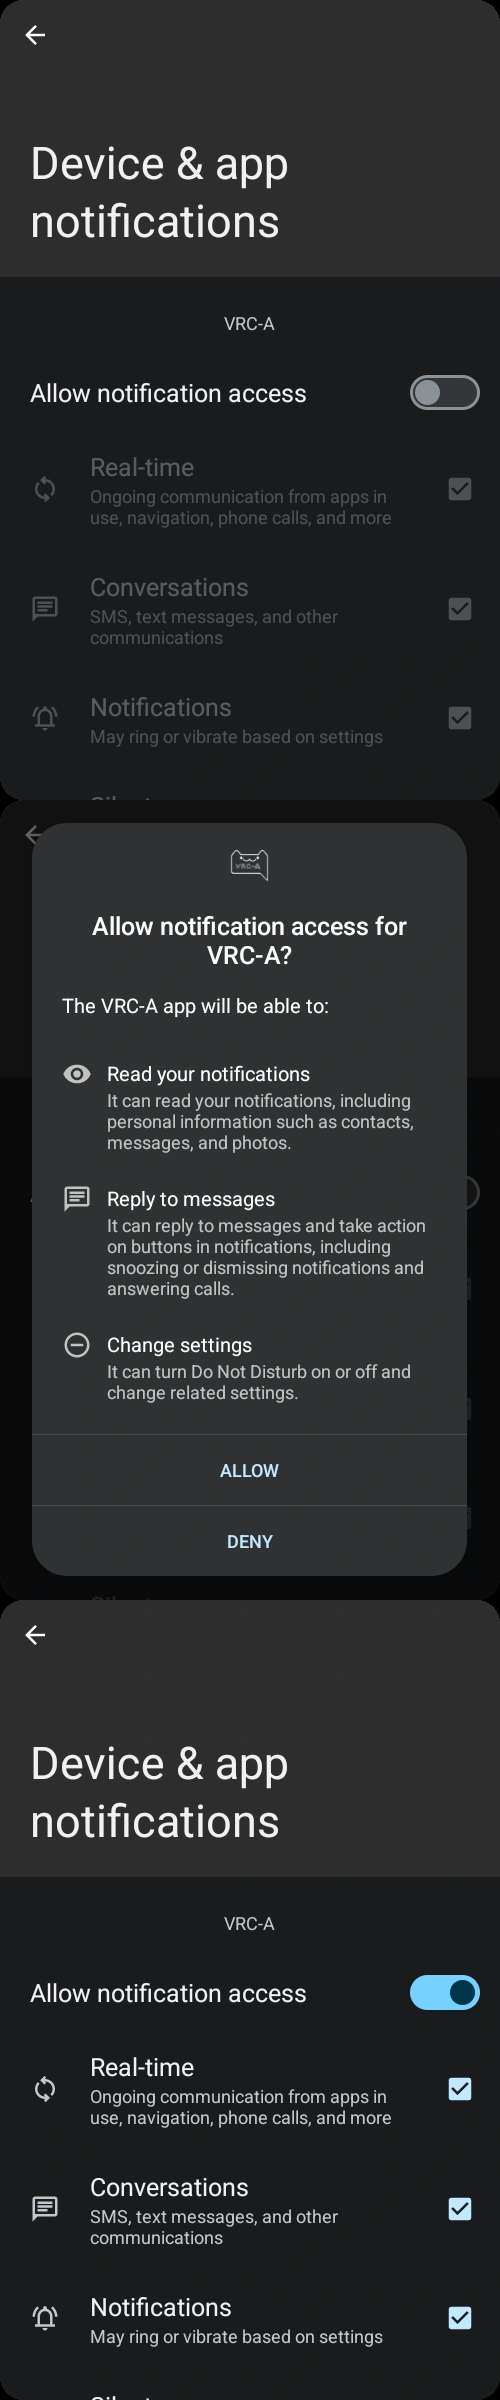 Device & app
notifications
VRC-A
Allow notification access
Real-time
Ongoing communication from apps in
use, navigation, phone calls, and more
Conversations
SMS, text messages, and other
communications
Notifications
May ring or vibrate based on settings
VRC-A
Allow notification access for
VRC-A?
The VRC-A app will be able to:
Read your notifications
It can read your notifications, including
personal information such as contacts,
messages, and photos.
Reply to messages
It can reply to messages and take action
on buttons in notifications, including
snoozing or dismissing notifications and
answering calls.
Change settings
It can turn Do Not Disturb on or off and
change related settings.
ALLOW
DENY
Device & app
notifications
VRC-A
Allow notification access
Real-time
Ongoing communication from apps in
use, navigation, phone calls, and more
Conversations
SMS, text messages, and other
communications
Notifications
May ring or vibrate based on settings